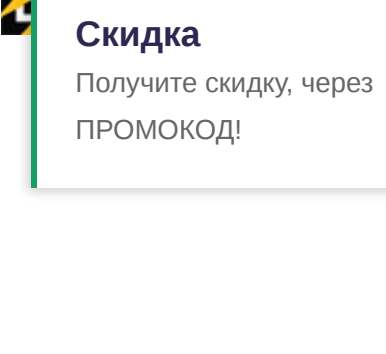 Скидка
Получите скидку, через
ПРОМОКОД!